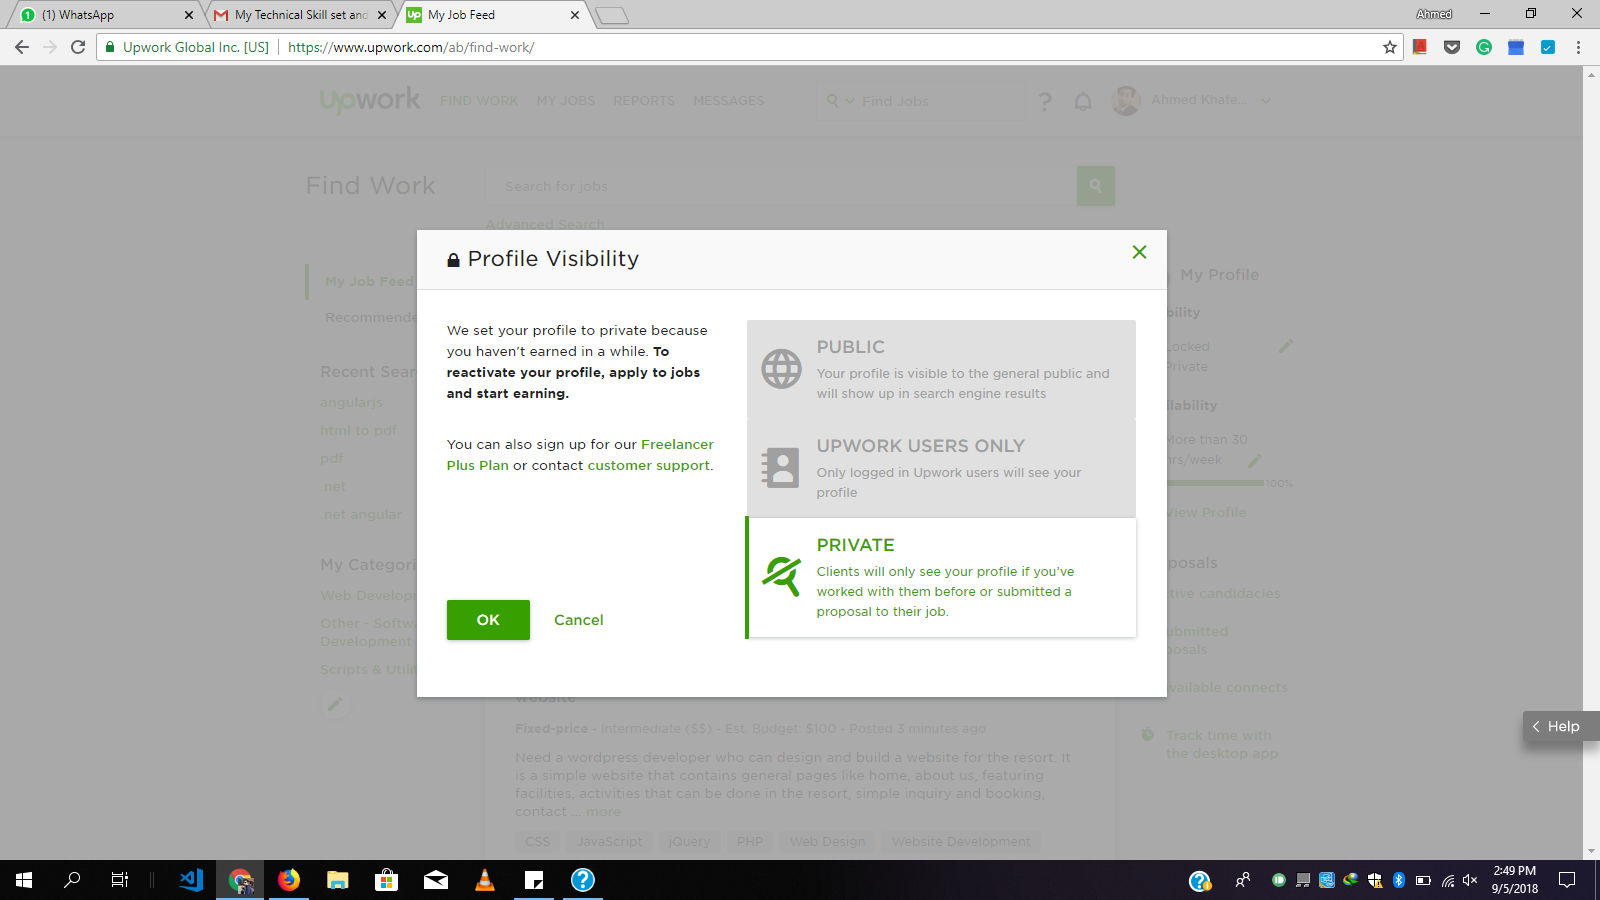 (1) WhatsApp
My Technical Skill set and
My Job Feed
Ahmed
Upwork Global Inc. [US]
https://www.upwork.com/ab/find-work/
Upwork
FIND WORK
MY JOBS
REPORTS
MESSAGES
Find Jobs
?
Ahmed Khate...
Find Work
Search for jobs
Advanced Search
My Job Feed
Recommende
Recent Sear
angularjs
html to pdf
pdf
.net
.net angular
My Categori
Web Develop
Other - Softw
Development
Scripts & Utilit
Profile Visibility
We set your profile to private because
you haven't earned in a while. To
reactivate your profile, apply to jobs
and start earning.
You can also sign up for our Freelancer
Plus Plan or contact customer support.
OK
Cancel
PUBLIC
Your profile is visible to the general public and
will show up in search engine results
UPWORK USERS ONLY
Only logged in Upwork users will see your
profile
PRIVATE
Clients will only see your profile if you've
worked with them before or submitted a
proposal to their job.
My Profile
bility
Locked
Private
ilability
More than 30
hrs/week
100%
View Profile
posals
ctive candidacies
ubmitted
posals
vailable connects
Track time with
the desktop app
Help
website
Fixed-price - Intermediate ($$) - Est. Budget: $100 - Posted 3 minutes ago
Need a wordpress developer who can design and build a website for the resort. It
is a simple website that contains general pages like home, about us, featuring
facilities, activities that can be done in the resort, simple inquiry and booking,
contact ... more
CSS
JavaScript
jQuery
PHP
Web Design
Website Development
2:49 PM
9/5/2018